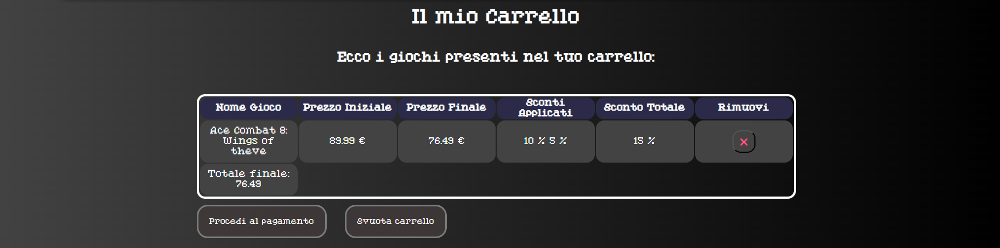 Il mio Carrello
Ecco i giochi presenti nel tuo carrello:
Nome Gioco Prezzo Iniziale Prezzo Finale Sconti Applicati Sconto Totale Rimuovi
Ace Combat 8:
Wings of
theve
89.99 € 76.49 € 10 % 5 % 15 % ✕
Totale finale:
76.49
Procedi al pagamento Svuota carrello